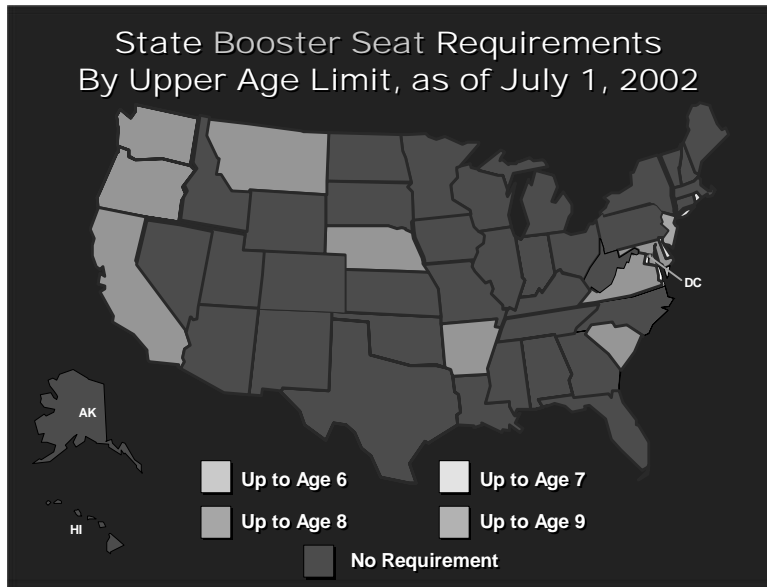 State Booster Seat Requirements
By Upper Age Limit, as of July 1, 2002
DC
AK
HI
Up to Age 6
Up to Age 7
Up to Age 8
Up to Age 9
No Requirement